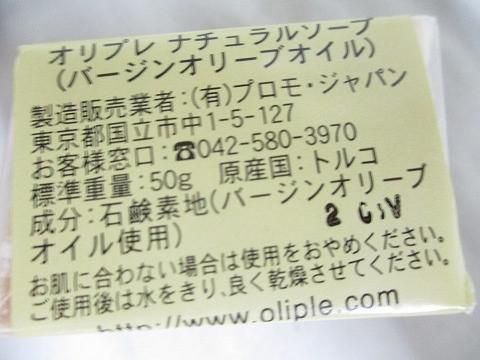 オリプレ ナチュラルソープ
(バージンオリーブオイル)
製造販売業者:(有)プロモ・ジャパン
東京都国立市中1-5-127
お客様窓口:☎042-580-3970
標準重量:50g 原産国:トルコ
成分:石鹸素地(バージンオリーブ
オイル使用)
お肌に合わない場合は使用をおやめください。
ご使用後は水をきり、良く乾燥させてください。
http://www.oliple.com